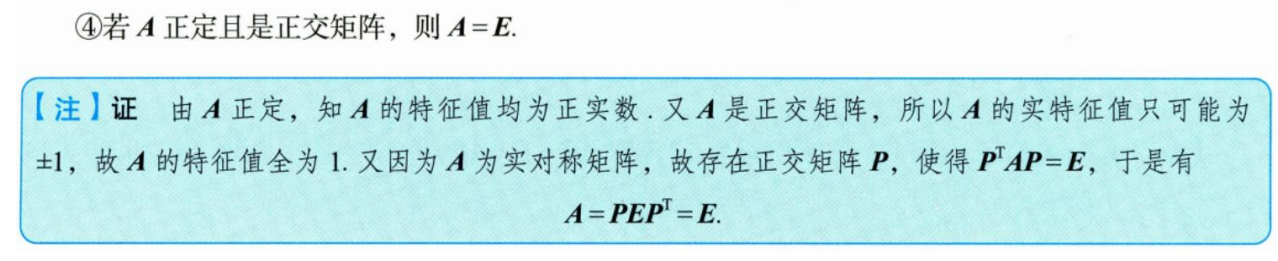 ④若 A 正定且是正交矩阵，则 A=E.
【注】证 由 A 正定，知 A 的特征值均为正实数.又 A 是正交矩阵，所以 A 的实特征值只可能为
±1，故 A 的特征值全为 1. 又因为 A 为实对称矩阵，故存在正交矩阵 P，使得 PᵀAP=E，于是有
A=PEPᵀ=E.